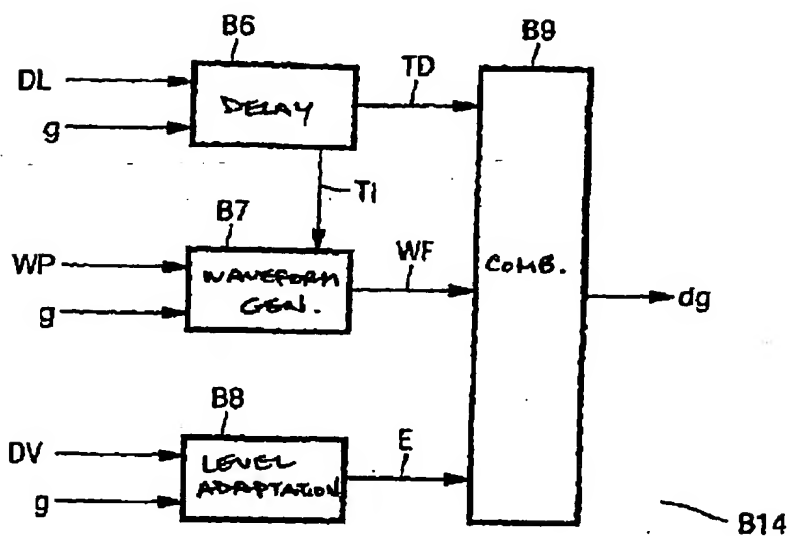 B6
B9
DL
TD
DELAY
g
Ti
B7
WP
WF
WAVEFORM
GEN.
COMB.
dg
g
B8
DV
E
LEVEL
ADAPTATION
g
B14